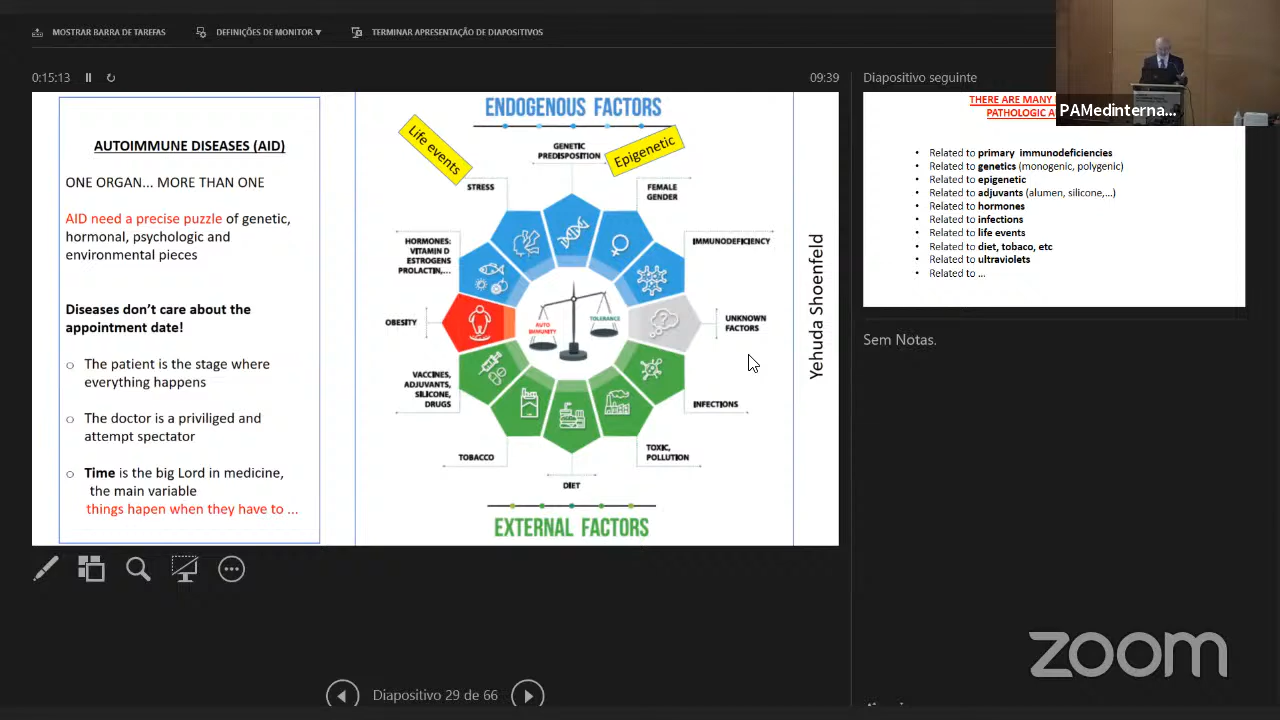 MOSTRAR BARRA DE TAREFAS
DEFINIÇÕES DE MONITOR ▼
TERMINAR APRESENTAÇÃO DE DIAPOSITIVOS
0:15:13
09:39
AUTOIMMUNE DISEASES (AID)
ONE ORGAN... MORE THAN ONE
AID need a precise puzzle of genetic,
hormonal, psychologic and
environmental pieces
Diseases don't care about the
appointment date!
The patient is the stage where
everything happens
The doctor is a priviliged and
attempt spectator
Time is the big Lord in medicine,
the main variable
things hapen when they have to ...
ENDOGENOUS FACTORS
Life events
Epigenetic
GENETIC
PREDISPOSITION
STRESS
FEMALE
GENDER
HORMONES:
VITAMIN D
ESTROGENS
PROLACTIN,...
IMMUNODEFICIENCY
OBESITY
AUTO
IMMUNITY
TOLERANCE
UNKNOWN
FACTORS
VACCINES,
ADJUVANTS,
SILICONE,
DRUGS
INFECTIONS
TOBACCO
TOXIC,
POLLUTION
DIET
EXTERNAL FACTORS
Yehuda Shoenfeld
Diapositivo seguinte
THERE ARE MANY
PATHOLOGIC A
PAMedinterna...
• Related to primary immunodeficiencies
• Related to genetics (monogenic, polygenic)
• Related to epigenetic
• Related to adjuvants (alumen, silicone,...)
• Related to hormones
• Related to infections
• Related to life events
• Related to diet, tobaco, etc
• Related to ultraviolets
• Related to ...
Sem Notas.
Diapositivo 29 de 66
zoom